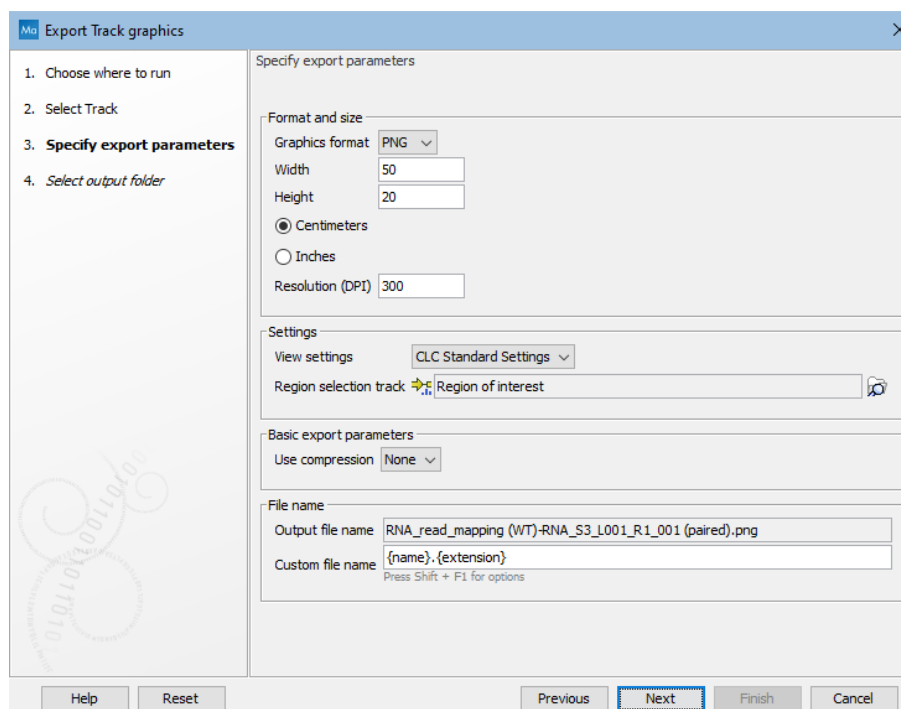 Ma Export Track graphics
1. Choose where to run
2. Select Track
3. Specify export parameters
4. Select output folder
Specify export parameters
Format and size
Graphics format PNG
Width 50
Height 20
Centimeters
Inches
Resolution (DPI) 300
Settings
View settings CLC Standard Settings
Region selection track Region of interest
Basic export parameters
Use compression None
File name
Output file name RNA_read_mapping (WT)-RNA_S3_L001_R1_001 (paired).png
Custom file name {name}.{extension}
Press Shift + F1 for options
Help Reset Previous Next Finish Cancel